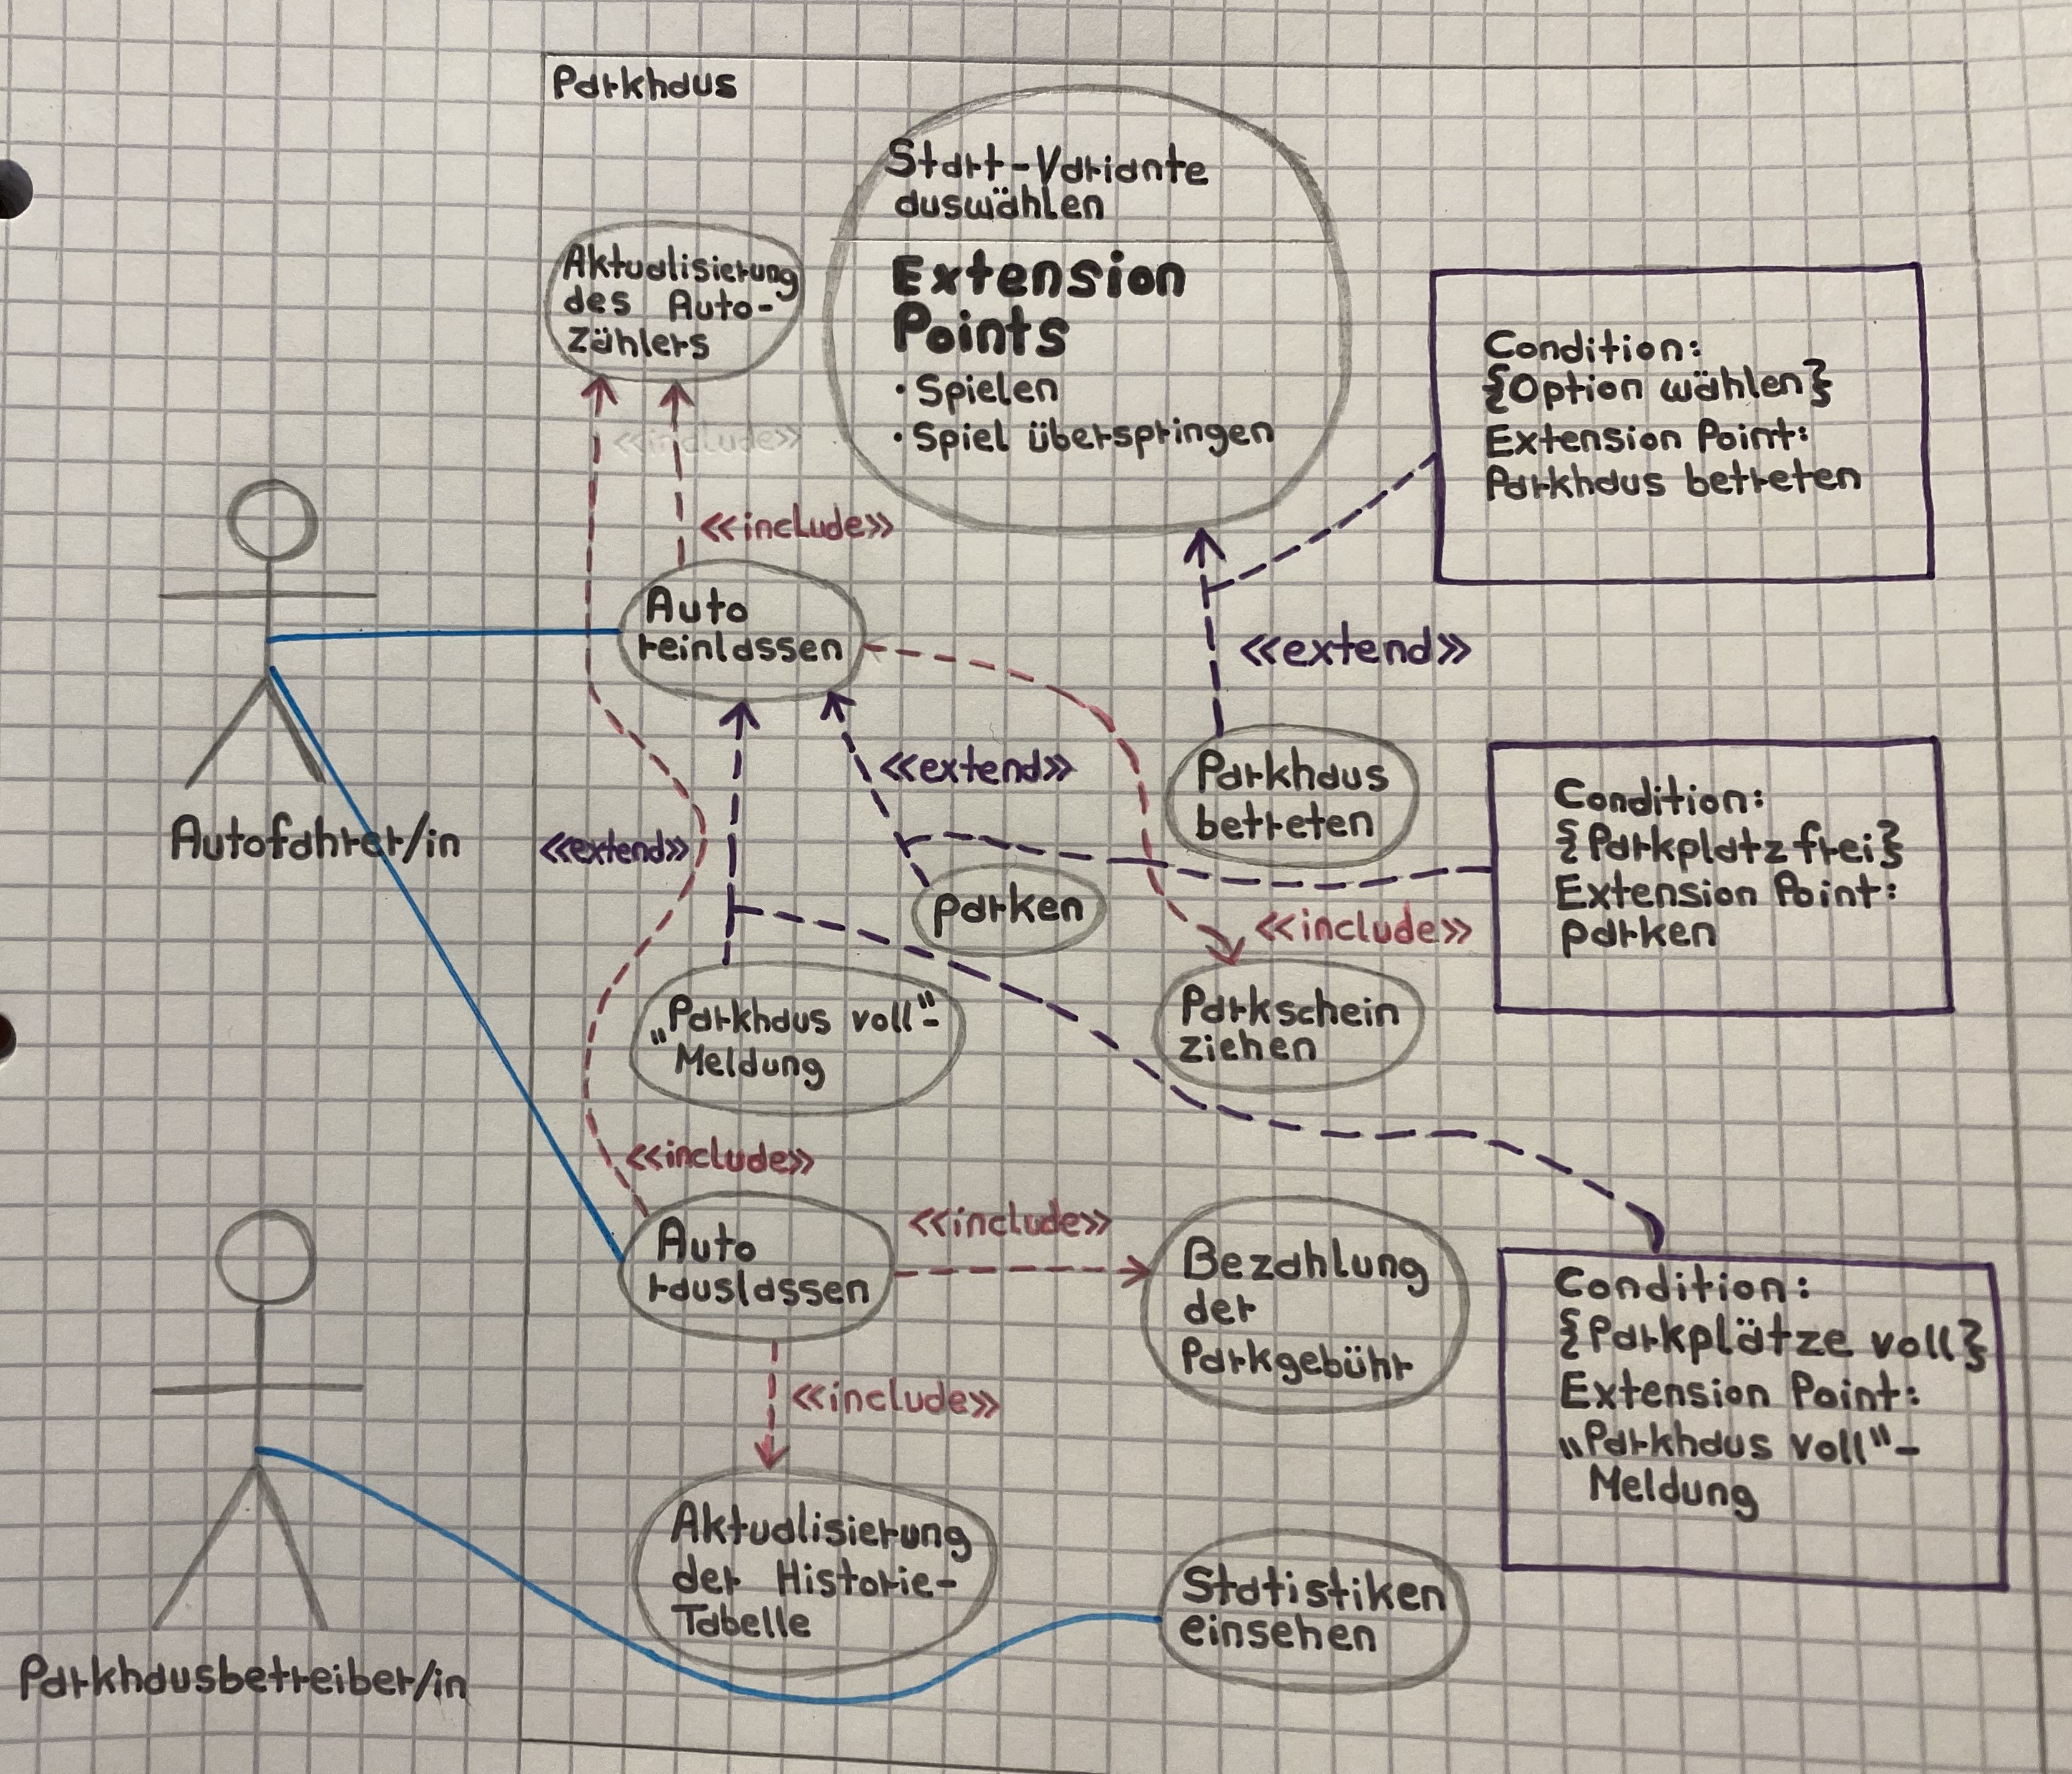 Parkhaus
Start-Variante
auswählen
Extension
Points
• Spielen
• Spiel überspringen
Aktualisierung
des Auto-
zählers
<<include>>
<<include>>
Condition:
{Option wählen}
Extension Point:
Parkhaus betreten
Auto
reinlassen
<<extend>>
Autofahrer/in
<<extend>>
<<extend>>
Parkhaus
betreten
Condition:
{Parkplatz frei}
Extension Point:
parken
parken
<<include>>
„Parkhaus voll"-
Meldung
Parkschein
ziehen
<<include>>
Auto
rauslassen
<<include>>
Bezahlung
der
Parkgebühr
Condition:
{Parkplätze voll}
Extension Point:
"Parkhaus voll"-
Meldung
<<include>>
Aktualisierung
der Historie-
Tabelle
Statistiken
einsehen
Parkhausbetreiber/in